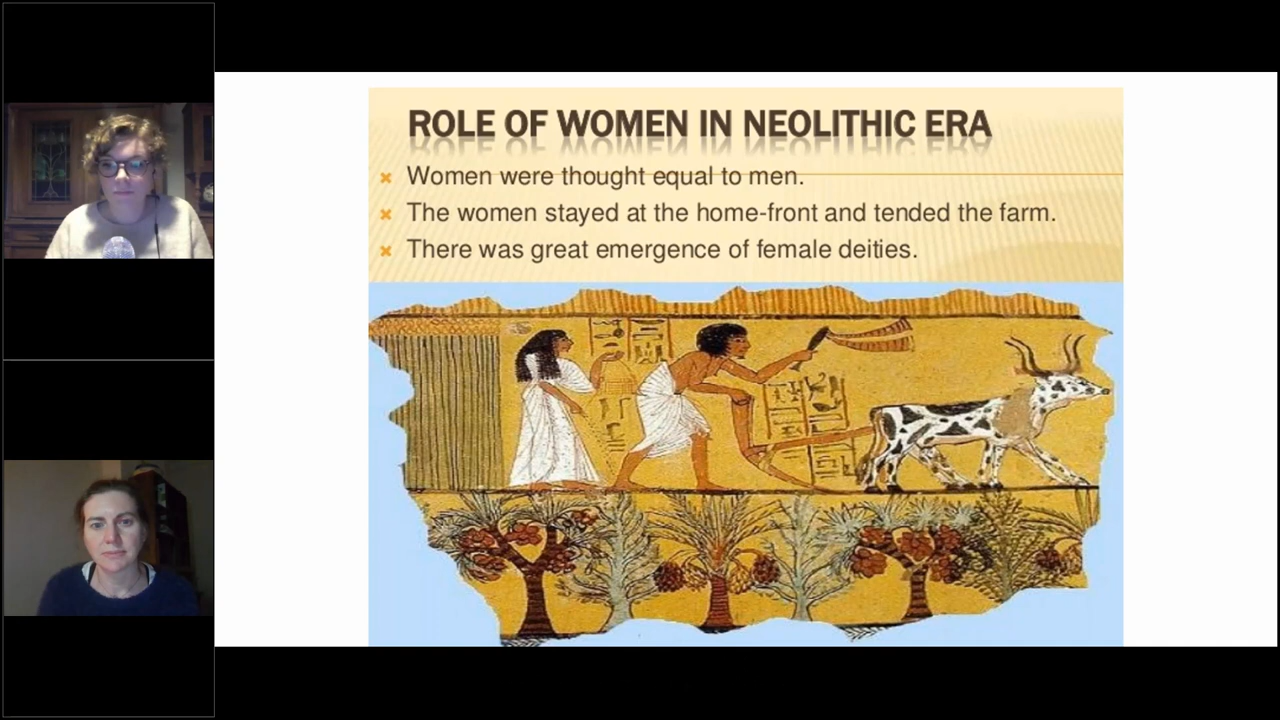 ROLE OF WOMEN IN NEOLITHIC ERA
Women were thought equal to men.
The women stayed at the home-front and tended the farm.
There was great emergence of female deities.